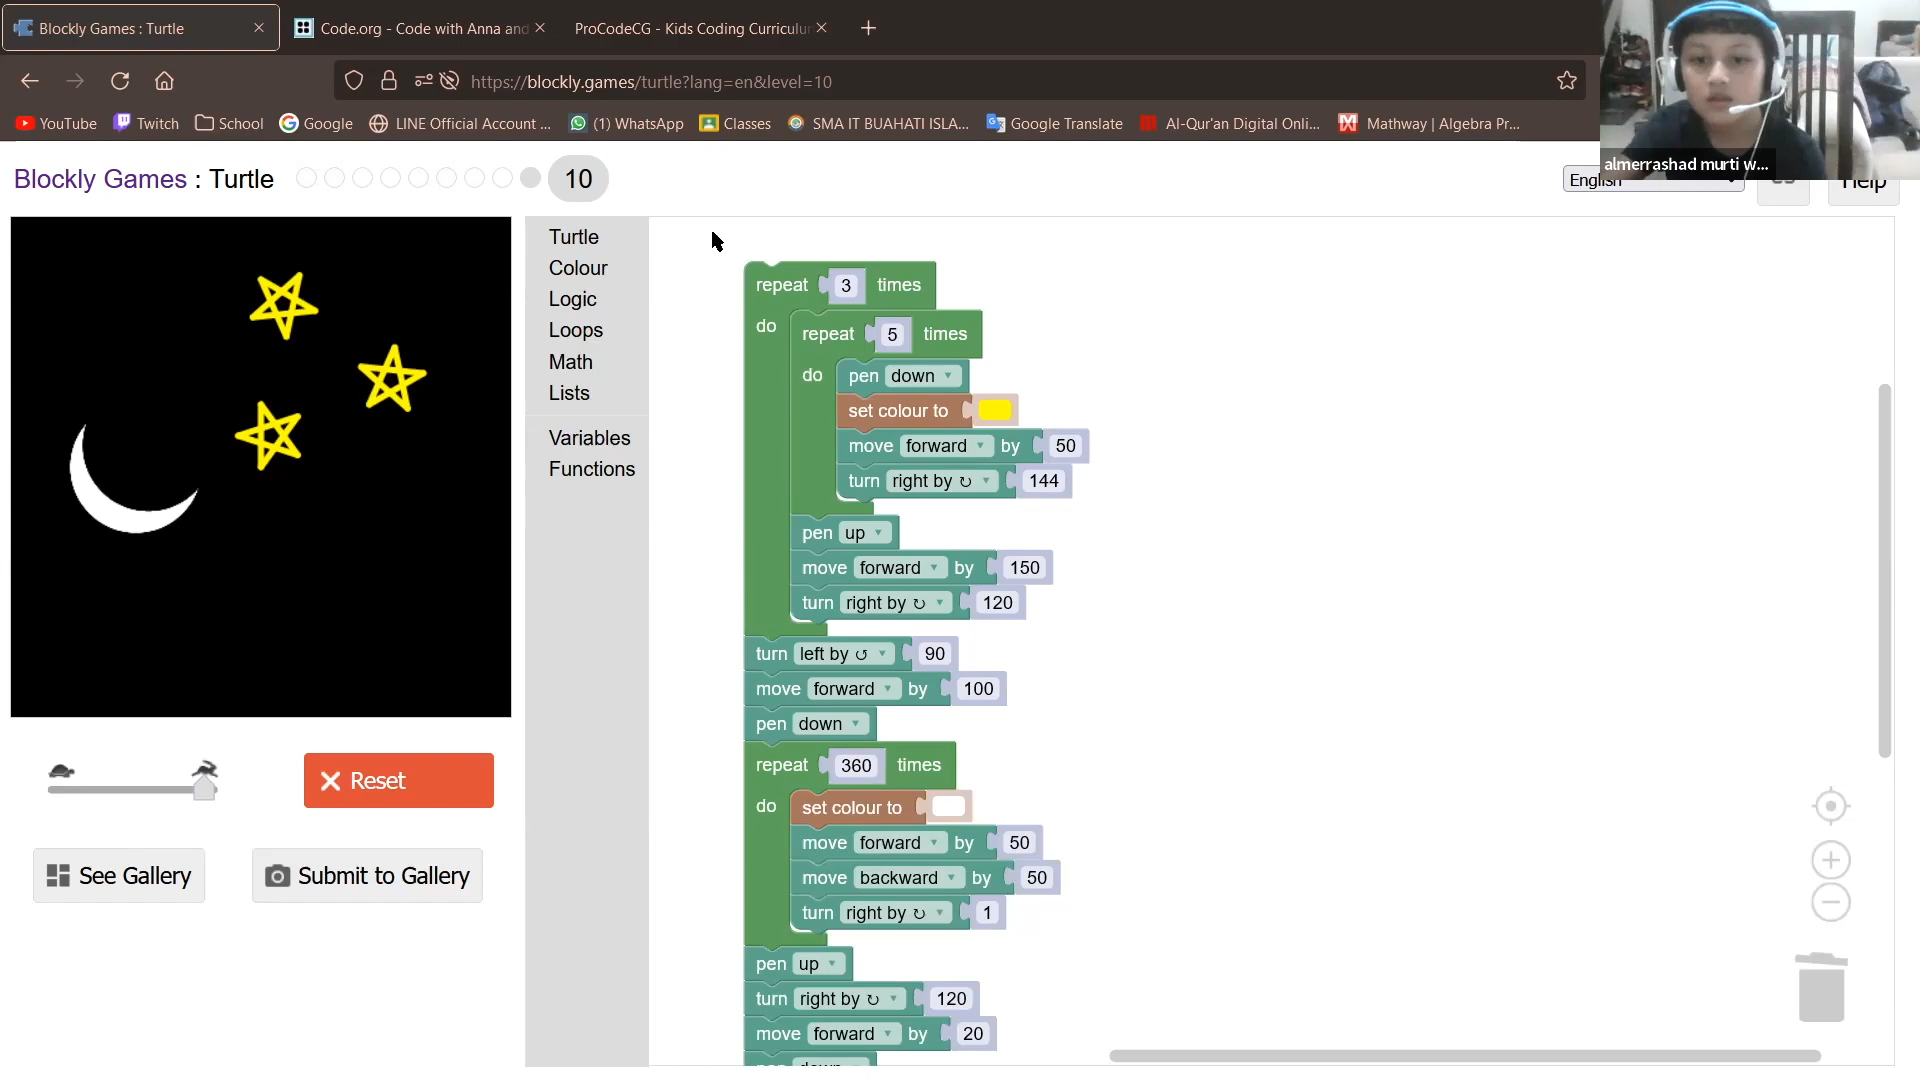 Blockly Games : Turtle
Code.org - Code with Anna and
ProCodeCG - Kids Coding Curriculu
https://blockly.games/turtle?lang=en&level=10
YouTube
Twitch
School
Google
LINE Official Account ...
(1) WhatsApp
Classes
SMA IT BUAHATI ISLA...
Google Translate
Al-Qur'an Digital Onli...
Mathway | Algebra Pr...
almerrashad murti w...
Blockly Games : Turtle
10
English
Help
Turtle
Colour
Logic
Loops
Math
Lists
Variables
Functions
repeat 3 times
do
repeat 5 times
do
pen down
set colour to
move forward by 50
turn right by ↻ 144
pen up
move forward by 150
turn right by ↻ 120
turn left by ↺ 90
move forward by 100
pen down
repeat 360 times
do
set colour to
move forward by 50
move backward by 50
turn right by ↻ 1
pen up
turn right by ↻ 120
move forward by 20
pen down
Reset
See Gallery
Submit to Gallery